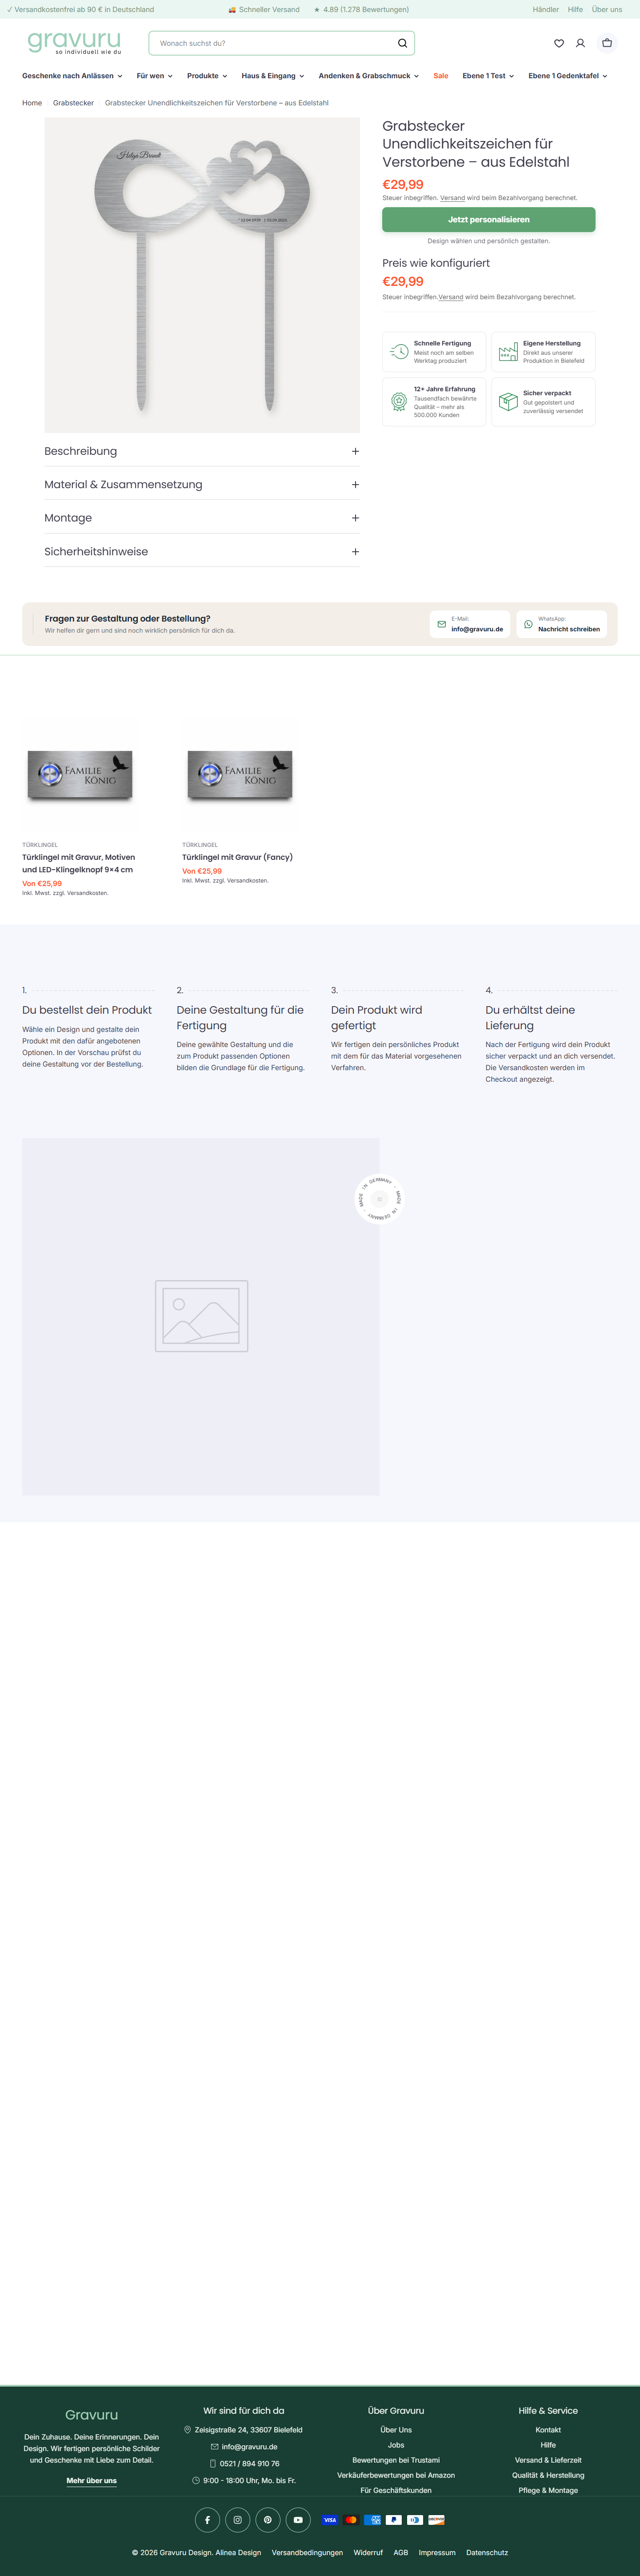 ✓ Versandkostenfrei ab 90 € in Deutschland
🚚 Schneller Versand
★ 4.89 (1.278 Bewertungen)
Händler Hilfe Über uns
gravuru
so individuell wie du
Wonach suchst du?
Geschenke nach Anlässen Für wen Produkte Haus & Eingang Andenken & Grabschmuck Sale Ebene 1 Test Ebene 1 Gedenktafel
Home Grabstecker Grabstecker Unendlichkeitszeichen für Verstorbene – aus Edelstahl
Helga Brandt
Grabstecker
Unendlichkeitszeichen für
Verstorbene – aus Edelstahl
€29,99
Steuer inbegriffen. Versand wird beim Bezahlvorgang berechnet.
Jetzt personalisieren
Design wählen und persönlich gestalten.
Preis wie konfiguriert
€29,99
Steuer inbegriffen.Versand wird beim Bezahlvorgang berechnet.
Schnelle Fertigung
Meist noch am selben
Werktag produziert
Eigene Herstellung
Direkt aus unserer
Produktion in Bielefeld
12+ Jahre Erfahrung
Tausendfach bewährte
Qualität – mehr als
500.000 Kunden
Sicher verpackt
Gut gepolstert und
zuverlässig versendet
Beschreibung
Material & Zusammensetzung
Montage
Sicherheitshinweise
Fragen zur Gestaltung oder Bestellung?
Wir helfen dir gern und sind noch wirklich persönlich für dich da.
E-Mail:
info@gravuru.de
WhatsApp:
Nachricht schreiben
FAMILIE
KÖNIG
FAMILIE
KÖNIG
TÜRKLINGEL
Türklingel mit Gravur, Motiven
und LED-Klingelknopf 9×4 cm
Von €25,99
Inkl. Mwst. zzgl. Versandkosten.
TÜRKLINGEL
Türklingel mit Gravur (Fancy)
Von €25,99
Inkl. Mwst. zzgl. Versandkosten.
1.
Du bestellst dein Produkt
Wähle ein Design und gestalte dein
Produkt mit den dafür angebotenen
Optionen. In der Vorschau prüfst du
deine Gestaltung vor der Bestellung.
2.
Deine Gestaltung für die
Fertigung
Deine gewählte Gestaltung und die
zum Produkt passenden Optionen
bilden die Grundlage für die Fertigung.
3.
Dein Produkt wird
gefertigt
Wir fertigen dein persönliches Produkt
mit dem für das Material vorgesehenen
Verfahren.
4.
Du erhältst deine
Lieferung
Nach der Fertigung wird dein Produkt
sicher verpackt und an dich versendet.
Die Versandkosten werden im
Checkout angezeigt.
MADE IN GERMANY - MADE IN GERMANY -
Gravuru
Dein Zuhause. Deine Erinnerungen. Dein
Design. Wir fertigen persönliche Schilder
und Geschenke mit Liebe zum Detail.
Mehr über uns
Wir sind für dich da
Zeisigstraße 24, 33607 Bielefeld
info@gravuru.de
0521 / 894 910 76
9:00 - 18:00 Uhr, Mo. bis Fr.
Über Gravuru
Über Uns
Jobs
Bewertungen bei Trustami
Verkäuferbewertungen bei Amazon
Für Geschäftskunden
Hilfe & Service
Kontakt
Hilfe
Versand & Lieferzeit
Qualität & Herstellung
Pflege & Montage
VISA
DISCOVER
© 2026 Gravuru Design. Alinea Design Versandbedingungen Widerruf AGB Impressum Datenschutz